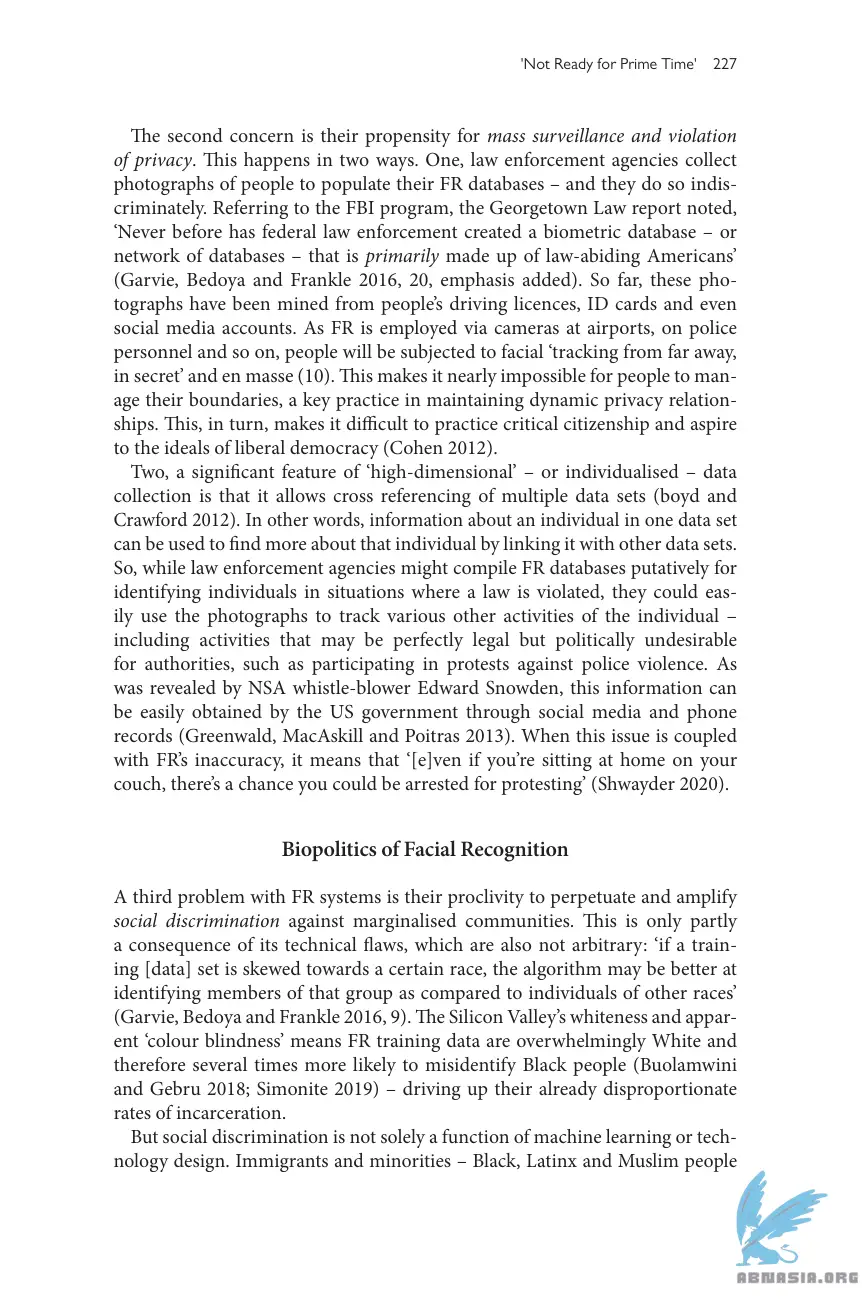 'Not Ready for Prime Time' 227
The second concern is their propensity for mass surveillance and violation
of privacy. This happens in two ways. One, law enforcement agencies collect
photographs of people to populate their FR databases – and they do so indis-
criminately. Referring to the FBI program, the Georgetown Law report noted,
‘Never before has federal law enforcement created a biometric database – or
network of databases – that is primarily made up of law-abiding Americans’
(Garvie, Bedoya and Frankle 2016, 20, emphasis added). So far, these pho-
tographs have been mined from people’s driving licences, ID cards and even
social media accounts. As FR is employed via cameras at airports, on police
personnel and so on, people will be subjected to facial ‘tracking from far away,
in secret’ and en masse (10). This makes it nearly impossible for people to man-
age their boundaries, a key practice in maintaining dynamic privacy relation-
ships. This, in turn, makes it difficult to practice critical citizenship and aspire
to the ideals of liberal democracy (Cohen 2012).
Two, a significant feature of ‘high-dimensional’ – or individualised – data
collection is that it allows cross referencing of multiple data sets (boyd and
Crawford 2012). In other words, information about an individual in one data set
can be used to find more about that individual by linking it with other data sets.
So, while law enforcement agencies might compile FR databases putatively for
identifying individuals in situations where a law is violated, they could eas-
ily use the photographs to track various other activities of the individual –
including activities that may be perfectly legal but politically undesirable
for authorities, such as participating in protests against police violence. As
was revealed by NSA whistle-blower Edward Snowden, this information can
be easily obtained by the US government through social media and phone
records (Greenwald, MacAskill and Poitras 2013). When this issue is coupled
with FR’s inaccuracy, it means that ‘[e]ven if you’re sitting at home on your
couch, there’s a chance you could be arrested for protesting’ (Shwayder 2020).
Biopolitics of Facial Recognition
A third problem with FR systems is their proclivity to perpetuate and amplify
social discrimination against marginalised communities. This is only partly
a consequence of its technical flaws, which are also not arbitrary: ‘if a train-
ing [data] set is skewed towards a certain race, the algorithm may be better at
identifying members of that group as compared to individuals of other races’
(Garvie, Bedoya and Frankle 2016, 9). The Silicon Valley’s whiteness and appar-
ent ‘colour blindness’ means FR training data are overwhelmingly White and
therefore several times more likely to misidentify Black people (Buolamwini
and Gebru 2018; Simonite 2019) – driving up their already disproportionate
rates of incarceration.
But social discrimination is not solely a function of machine learning or tech-
nology design. Immigrants and minorities – Black, Latinx and Muslim people
ABNASIA.ORG